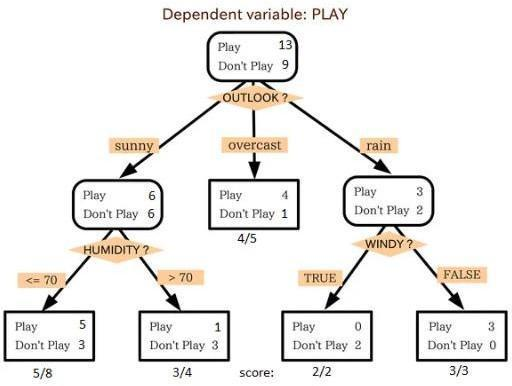 Dependent variable: PLAY
Play 13
Don't Play 9
OUTLOOK ?
sunny
overcast
rain
Play 6
Don't Play 6
Play 4
Don't Play 1
Play 3
Don't Play 2
4/5
HUMIDITY ?
WINDY ?
<= 70
> 70
TRUE
FALSE
Play 5
Don't Play 3
Play 1
Don't Play 3
Play 0
Don't Play 2
Play 3
Don't Play 0
5/8
3/4
score:
2/2
3/3